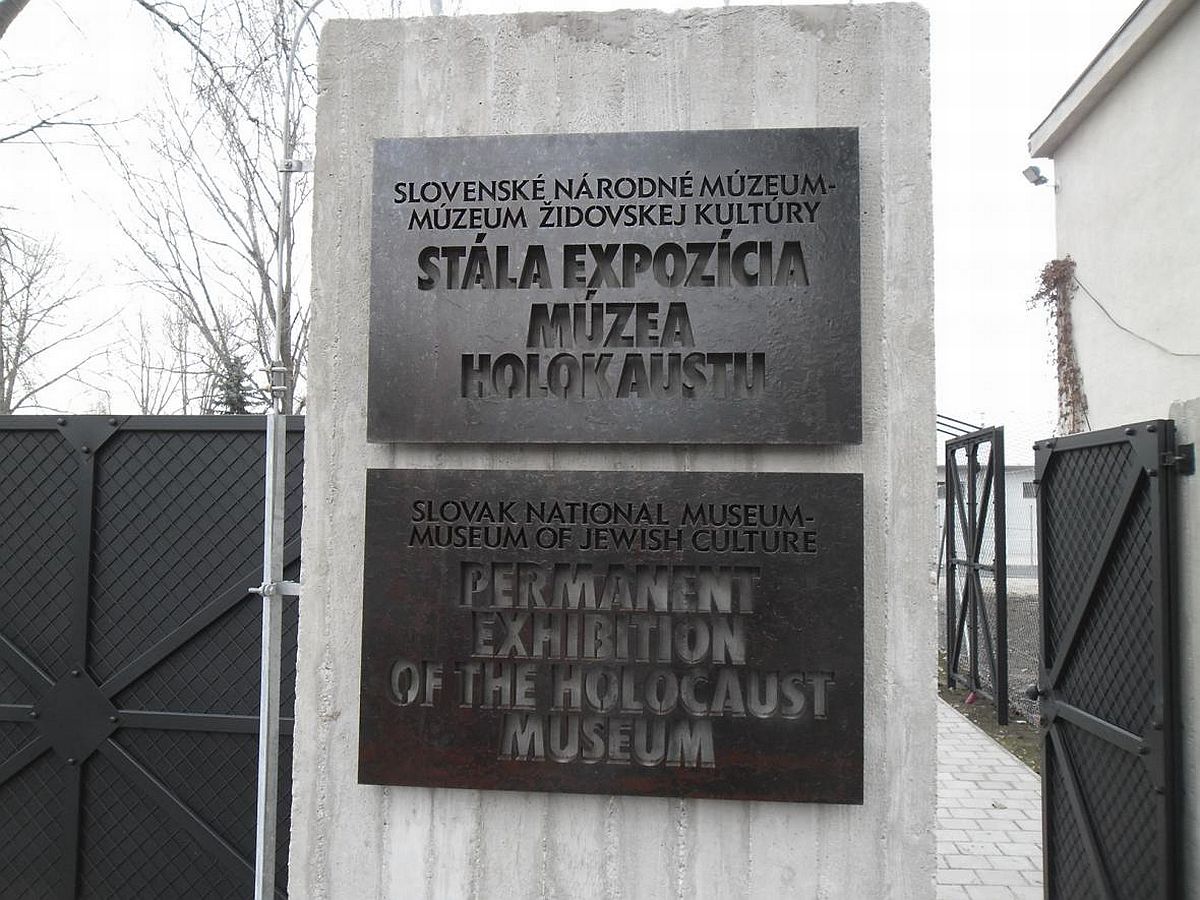 SLOVENSKÉ NÁRODNÉ MÚZEUM-
MÚZEUM ŽIDOVSKEJ KULTÚRY
STÁLA EXPOZÍCIA
MÚZEA
HOLOKAUSTU
SLOVAK NATIONAL MUSEUM-
MUSEUM OF JEWISH CULTURE
PERMANENT
EXHIBITION
OF THE HOLOCAUST
MUSEUM